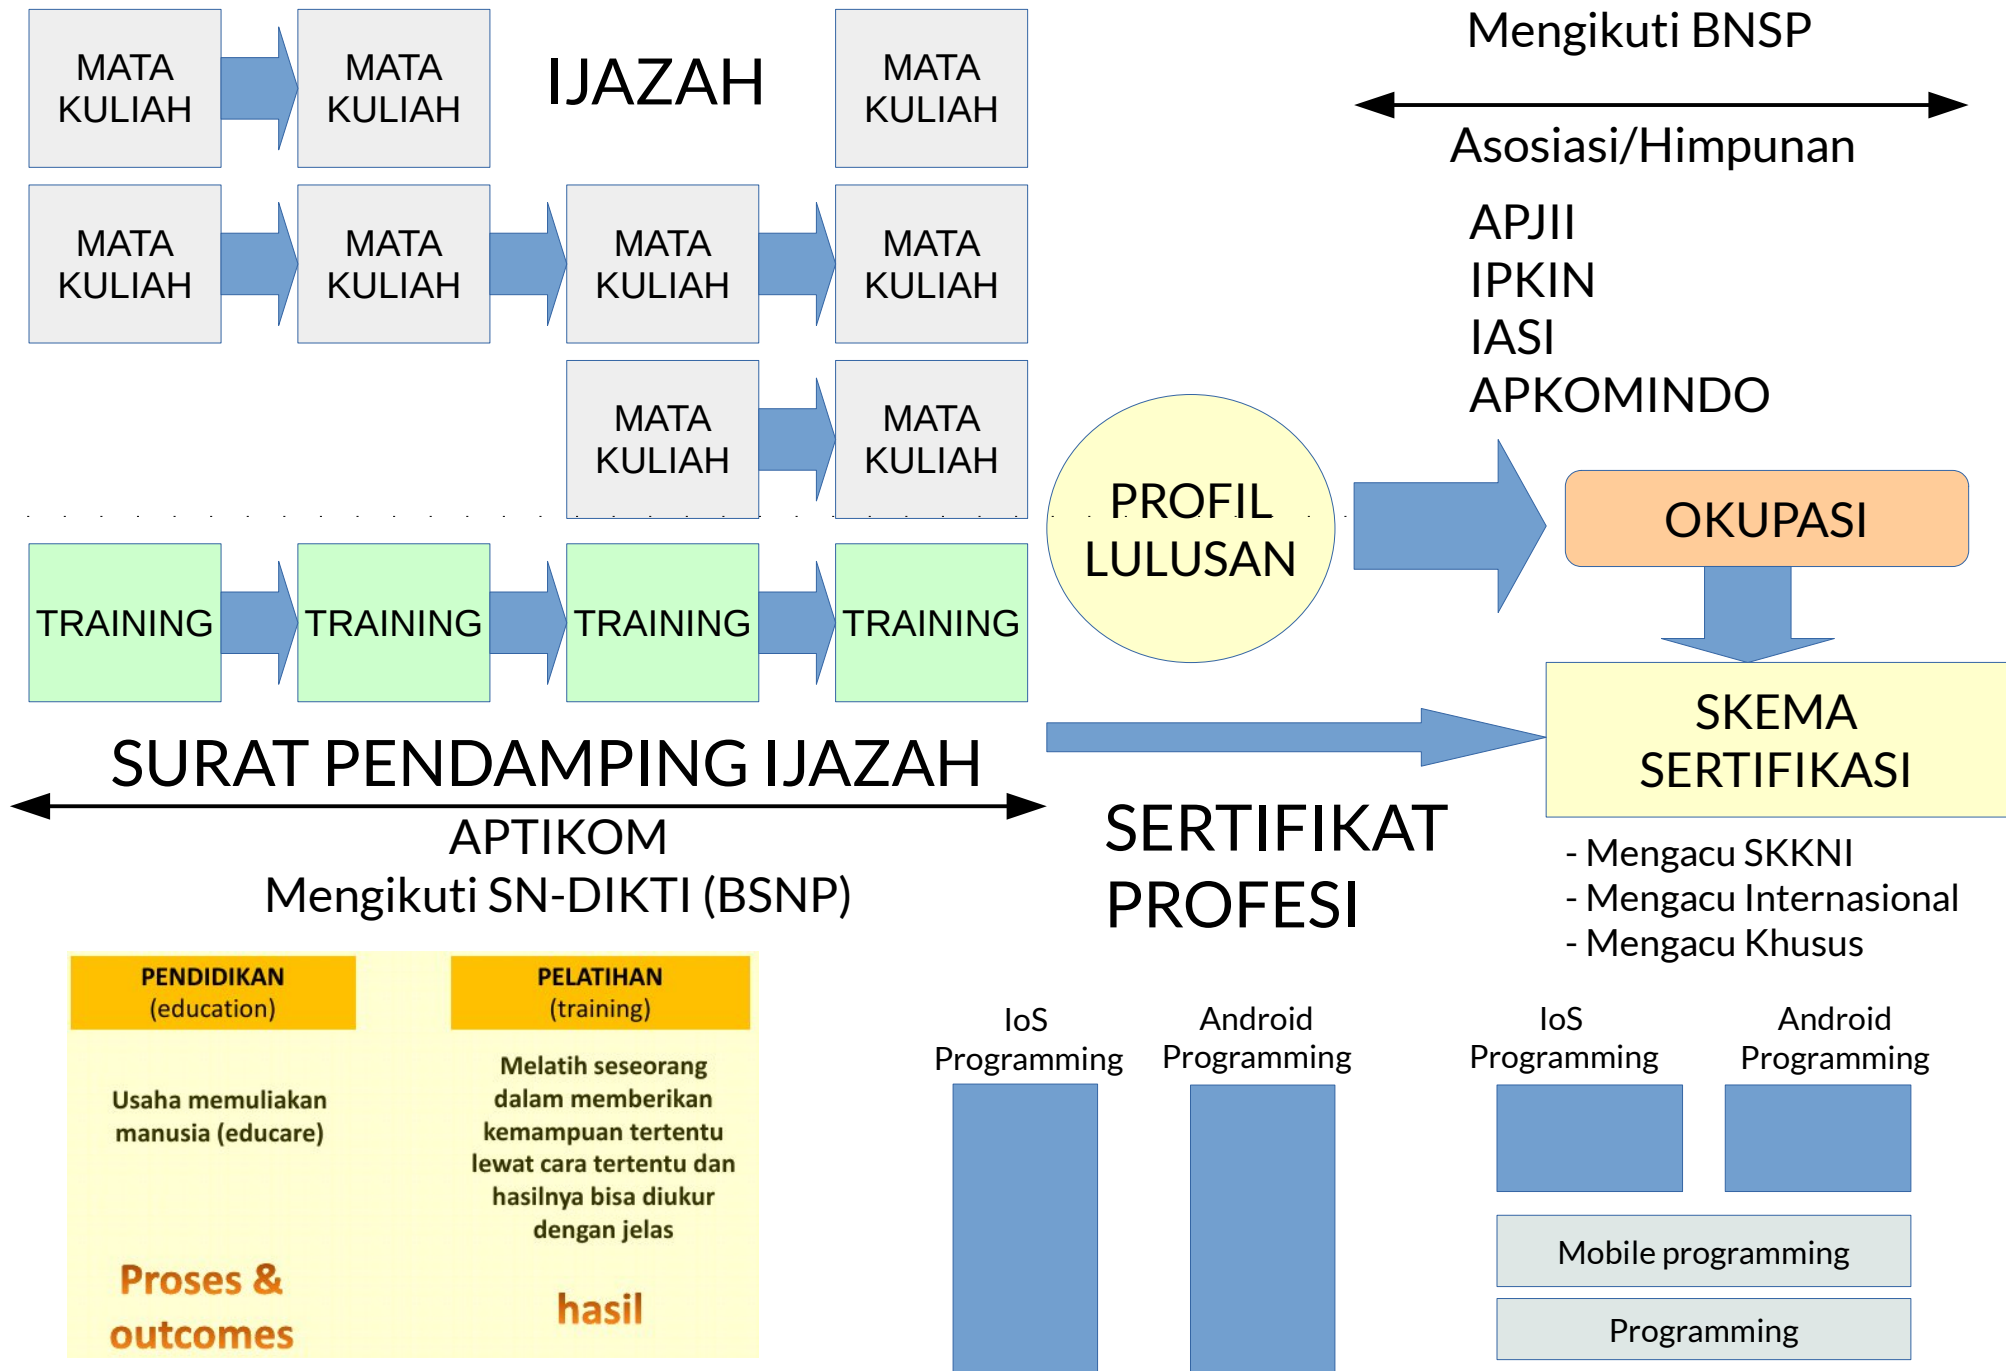 MATA
KULIAH
MATA
KULIAH
IJAZAH
MATA
KULIAH
MATA
KULIAH
MATA
KULIAH
MATA
KULIAH
MATA
KULIAH
MATA
KULIAH
MATA
KULIAH
TRAINING
TRAINING
TRAINING
TRAINING
SURAT PENDAMPING IJAZAH
APTIKOM
Mengikuti SN-DIKTI (BSNP)
Mengikuti BNSP
Asosiasi/Himpunan
APJII
IPKIN
IASI
APKOMINDO
PROFIL
LULUSAN
OKUPASI
SKEMA
SERTIFIKASI
SERTIFIKAT
PROFESI
- Mengacu SKKNI
- Mengacu Internasional
- Mengacu Khusus
PENDIDIKAN
(education)
Usaha memuliakan
manusia (educare)
Proses &
outcomes
PELATIHAN
(training)
Melatih seseorang
dalam memberikan
kemampuan tertentu
lewat cara tertentu dan
hasilnya bisa diukur
dengan jelas
hasil
IoS
Programming
Android
Programming
IoS
Programming
Android
Programming
Mobile programming
Programming